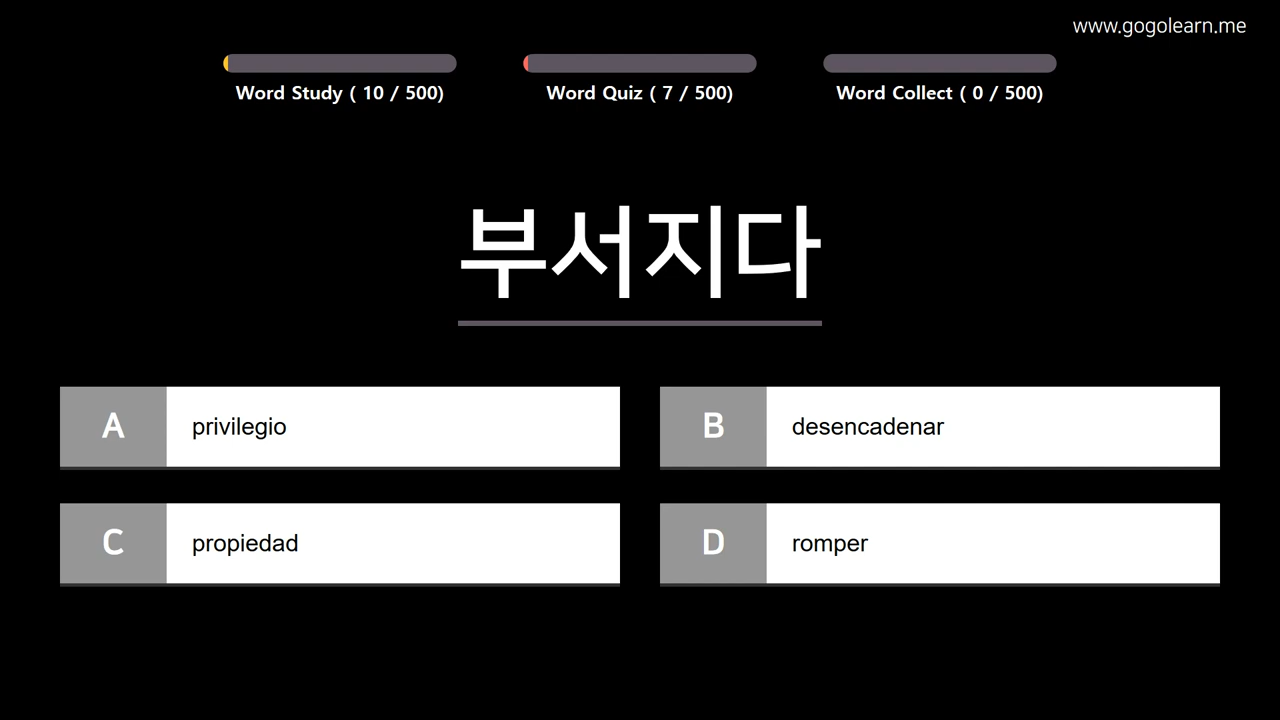 www.gogolearn.me
Word Study ( 10 / 500)
Word Quiz ( 7 / 500)
Word Collect ( 0 / 500)
부서지다
A privilegio
B desencadenar
C propiedad
D romper